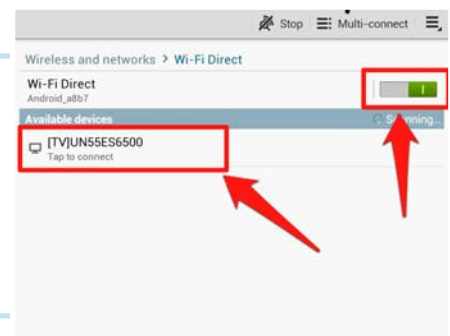 Stop Multi-connect
Wireless and networks > Wi-Fi Direct
Wi-Fi Direct
Android_a8b7
Available devices Scanning...
[TV]UN55ES6500
Tap to connect